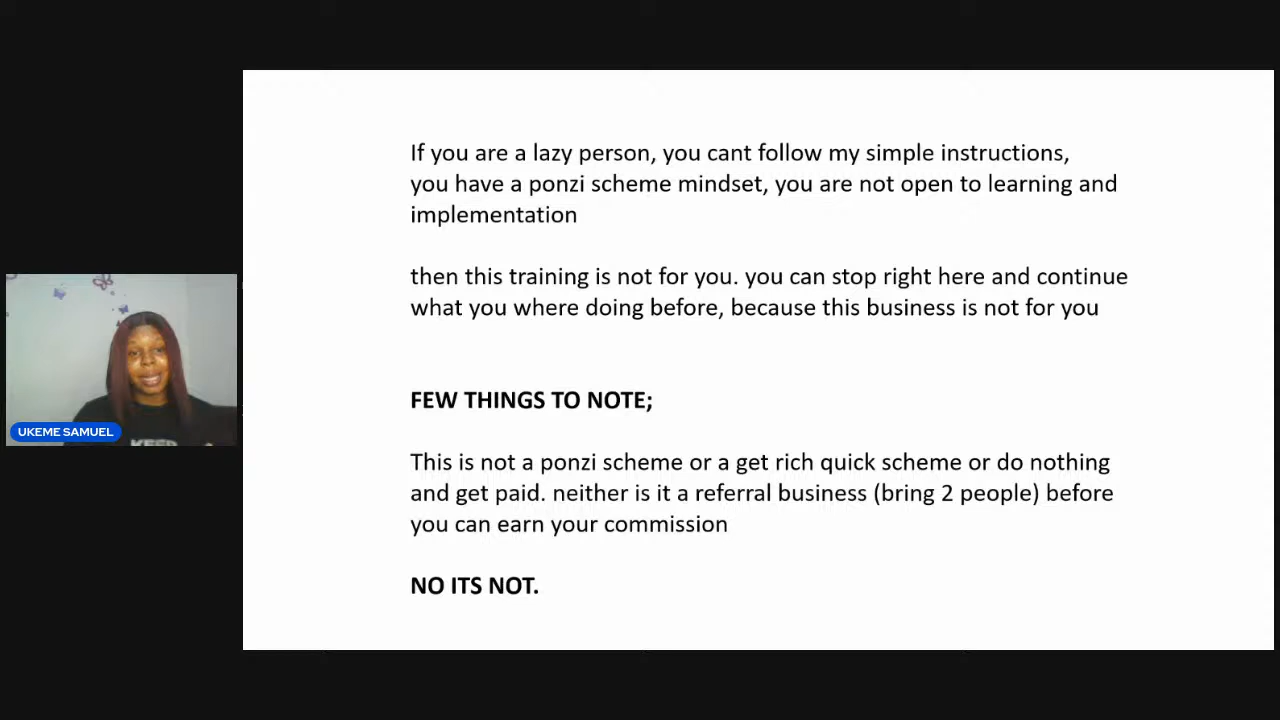 If you are a lazy person, you cant follow my simple instructions,
you have a ponzi scheme mindset, you are not open to learning and
implementation
then this training is not for you. you can stop right here and continue
what you where doing before, because this business is not for you
FEW THINGS TO NOTE;
This is not a ponzi scheme or a get rich quick scheme or do nothing
and get paid. neither is it a referral business (bring 2 people) before
you can earn your commission
NO ITS NOT.
UKEME SAMUEL
KEEP